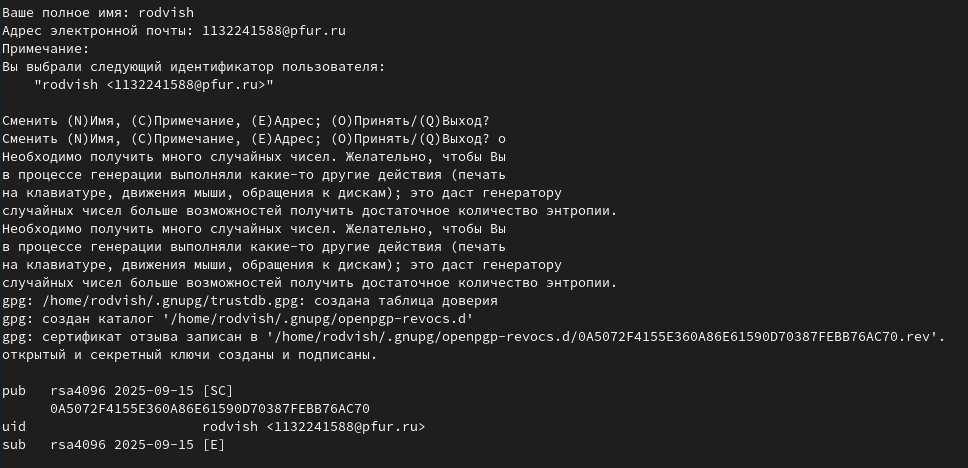 Ваше полное имя: rodvish
Адрес электронной почты: 1132241588@pfur.ru
Примечание:
Вы выбрали следующий идентификатор пользователя:
    "rodvish <1132241588@pfur.ru>"

Сменить (N)Имя, (C)Примечание, (E)Адрес; (O)Принять/(Q)Выход?
Сменить (N)Имя, (C)Примечание, (E)Адрес; (O)Принять/(Q)Выход? o
Необходимо получить много случайных чисел. Желательно, чтобы Вы
в процессе генерации выполняли какие-то другие действия (печать
на клавиатуре, движения мыши, обращения к дискам); это даст генератору
случайных чисел больше возможностей получить достаточное количество энтропии.
Необходимо получить много случайных чисел. Желательно, чтобы Вы
в процессе генерации выполняли какие-то другие действия (печать
на клавиатуре, движения мыши, обращения к дискам); это даст генератору
случайных чисел больше возможностей получить достаточное количество энтропии.
gpg: /home/rodvish/.gnupg/trustdb.gpg: создана таблица доверия
gpg: создан каталог '/home/rodvish/.gnupg/openpgp-revocs.d'
gpg: сертификат отзыва записан в '/home/rodvish/.gnupg/openpgp-revocs.d/0A5072F4155E360A86E61590D70387FEBB76AC70.rev'.
открытый и секретный ключи созданы и подписаны.

pub   rsa4096 2025-09-15 [SC]
      0A5072F4155E360A86E61590D70387FEBB76AC70
uid                      rodvish <1132241588@pfur.ru>
sub   rsa4096 2025-09-15 [E]